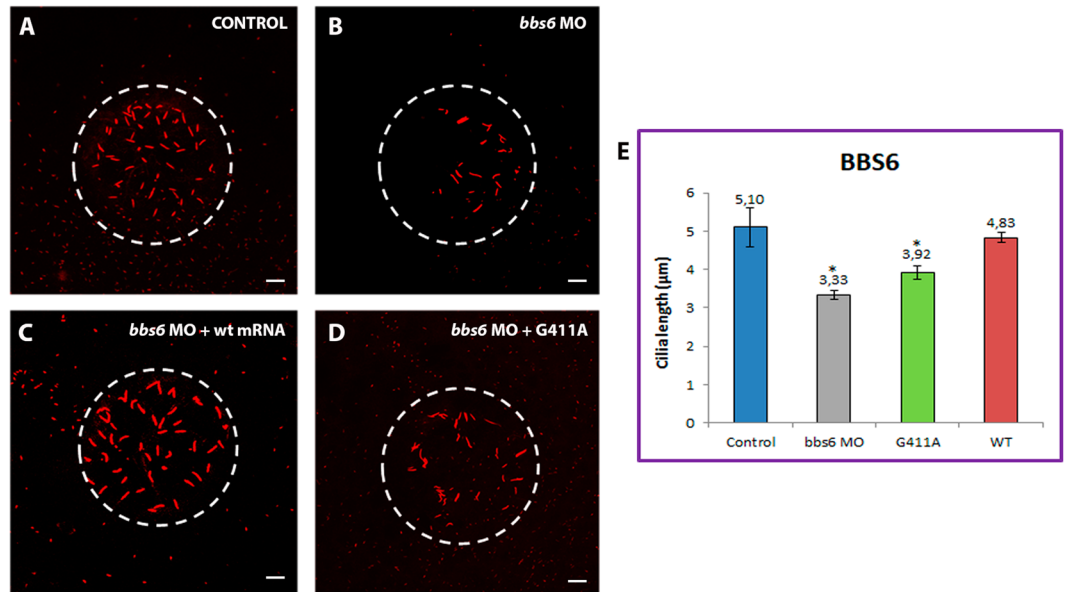 A
CONTROL
B
bbs6 MO
C
bbs6 MO + wt mRNA
D
bbs6 MO + G411A
E
BBS6
Cilia length (µm)
6
5
4
3
2
1
0
5,10
*
3,33
*
3,92
4,83
Control
bbs6 MO
G411A
WT